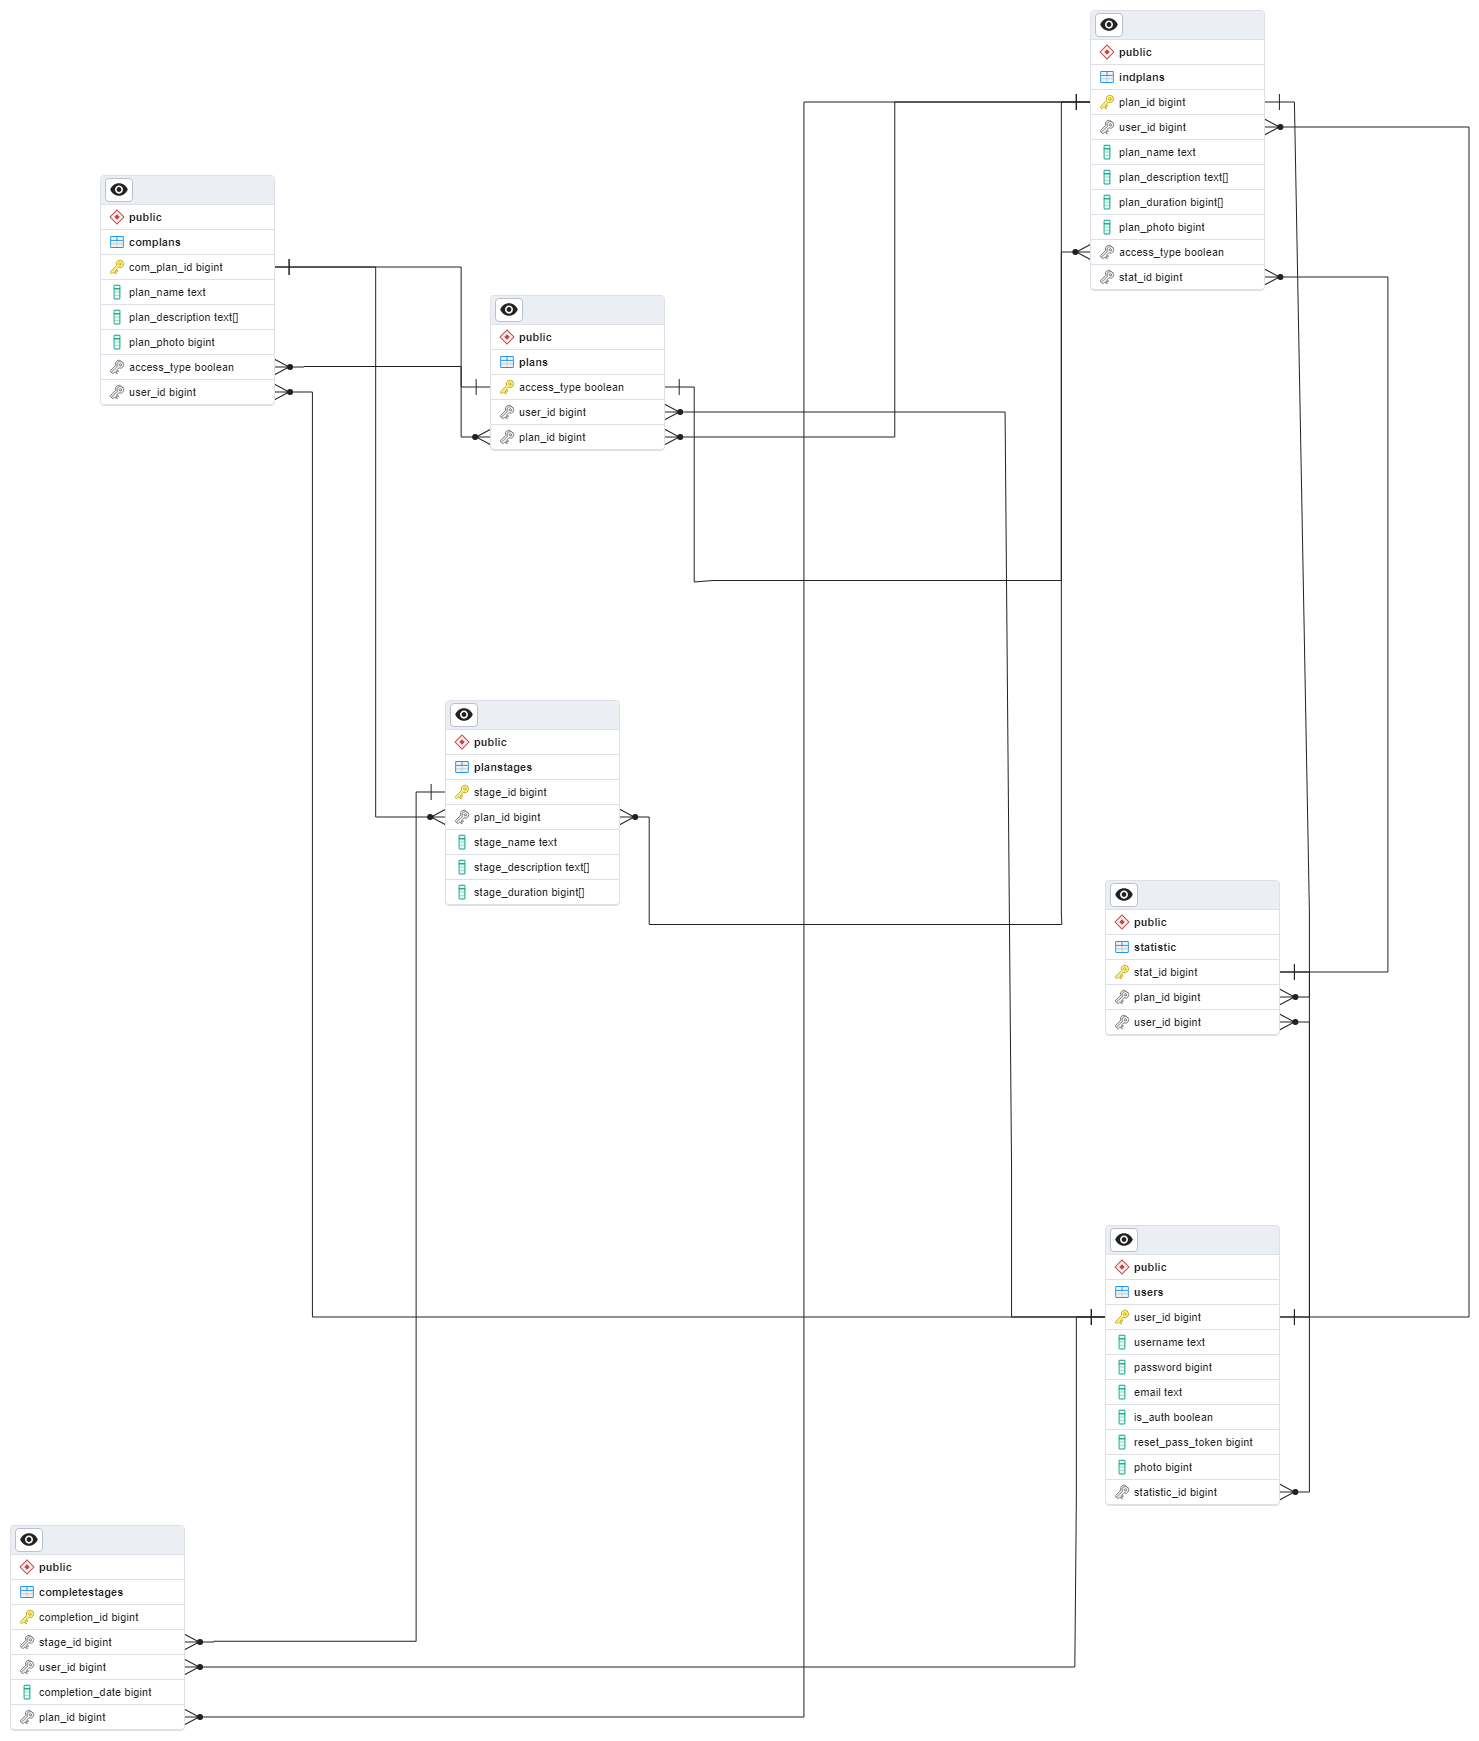 public
indplans
plan_id bigint
user_id bigint
plan_name text
plan_description text[]
plan_duration bigint[]
plan_photo bigint
access_type boolean
stat_id bigint
public
complans
com_plan_id bigint
plan_name text
plan_description text[]
plan_photo bigint
access_type boolean
user_id bigint
public
plans
access_type boolean
user_id bigint
plan_id bigint
public
planstages
stage_id bigint
plan_id bigint
stage_name text
stage_description text[]
stage_duration bigint[]
public
statistic
stat_id bigint
plan_id bigint
user_id bigint
public
users
user_id bigint
username text
password bigint
email text
is_auth boolean
reset_pass_token bigint
photo bigint
statistic_id bigint
public
completestages
completion_id bigint
stage_id bigint
user_id bigint
completion_date bigint
plan_id bigint